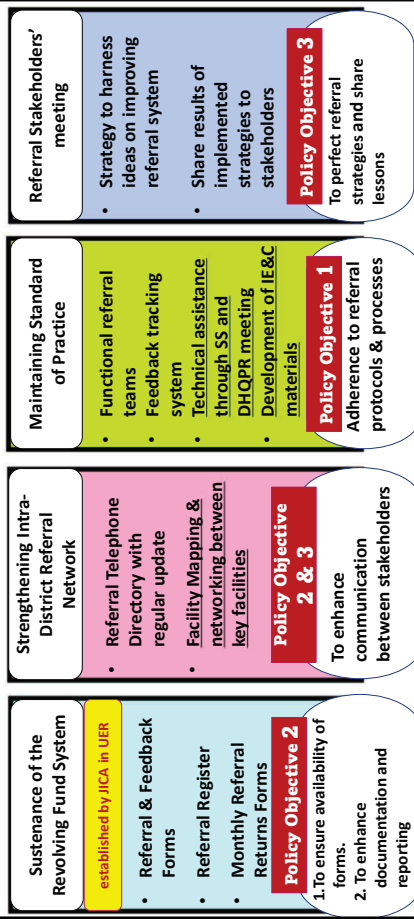 Sustenance of the
Revolving Fund System
established by JICA in UER
• Referral & Feedback
Forms
• Referral Register
• Monthly Referral
Returns Forms
Policy Objective 2
1.To ensure availability of
forms.
2. To enhance
documentation and
reporting
Strengthening Intra-
District Referral
Network
• Referral Telephone
Directory with
regular update
• Facility Mapping &
networking between
key facilities
Policy Objective
2 & 3
To enhance
communication
between stakeholders
Maintaining Standard
of Practice
• Functional referral
teams
• Feedback tracking
system
• Technical assistance
through SS and
DHQPR meeting
• Development of IE&C
materials
Policy Objective 1
Adherence to referral
protocols & processes
Referral Stakeholders’
meeting
• Strategy to harness
ideas on improving
referral system
• Share results of
implemented
strategies to
stakeholders
Policy Objective 3
To perfect referral
strategies and share
lessons